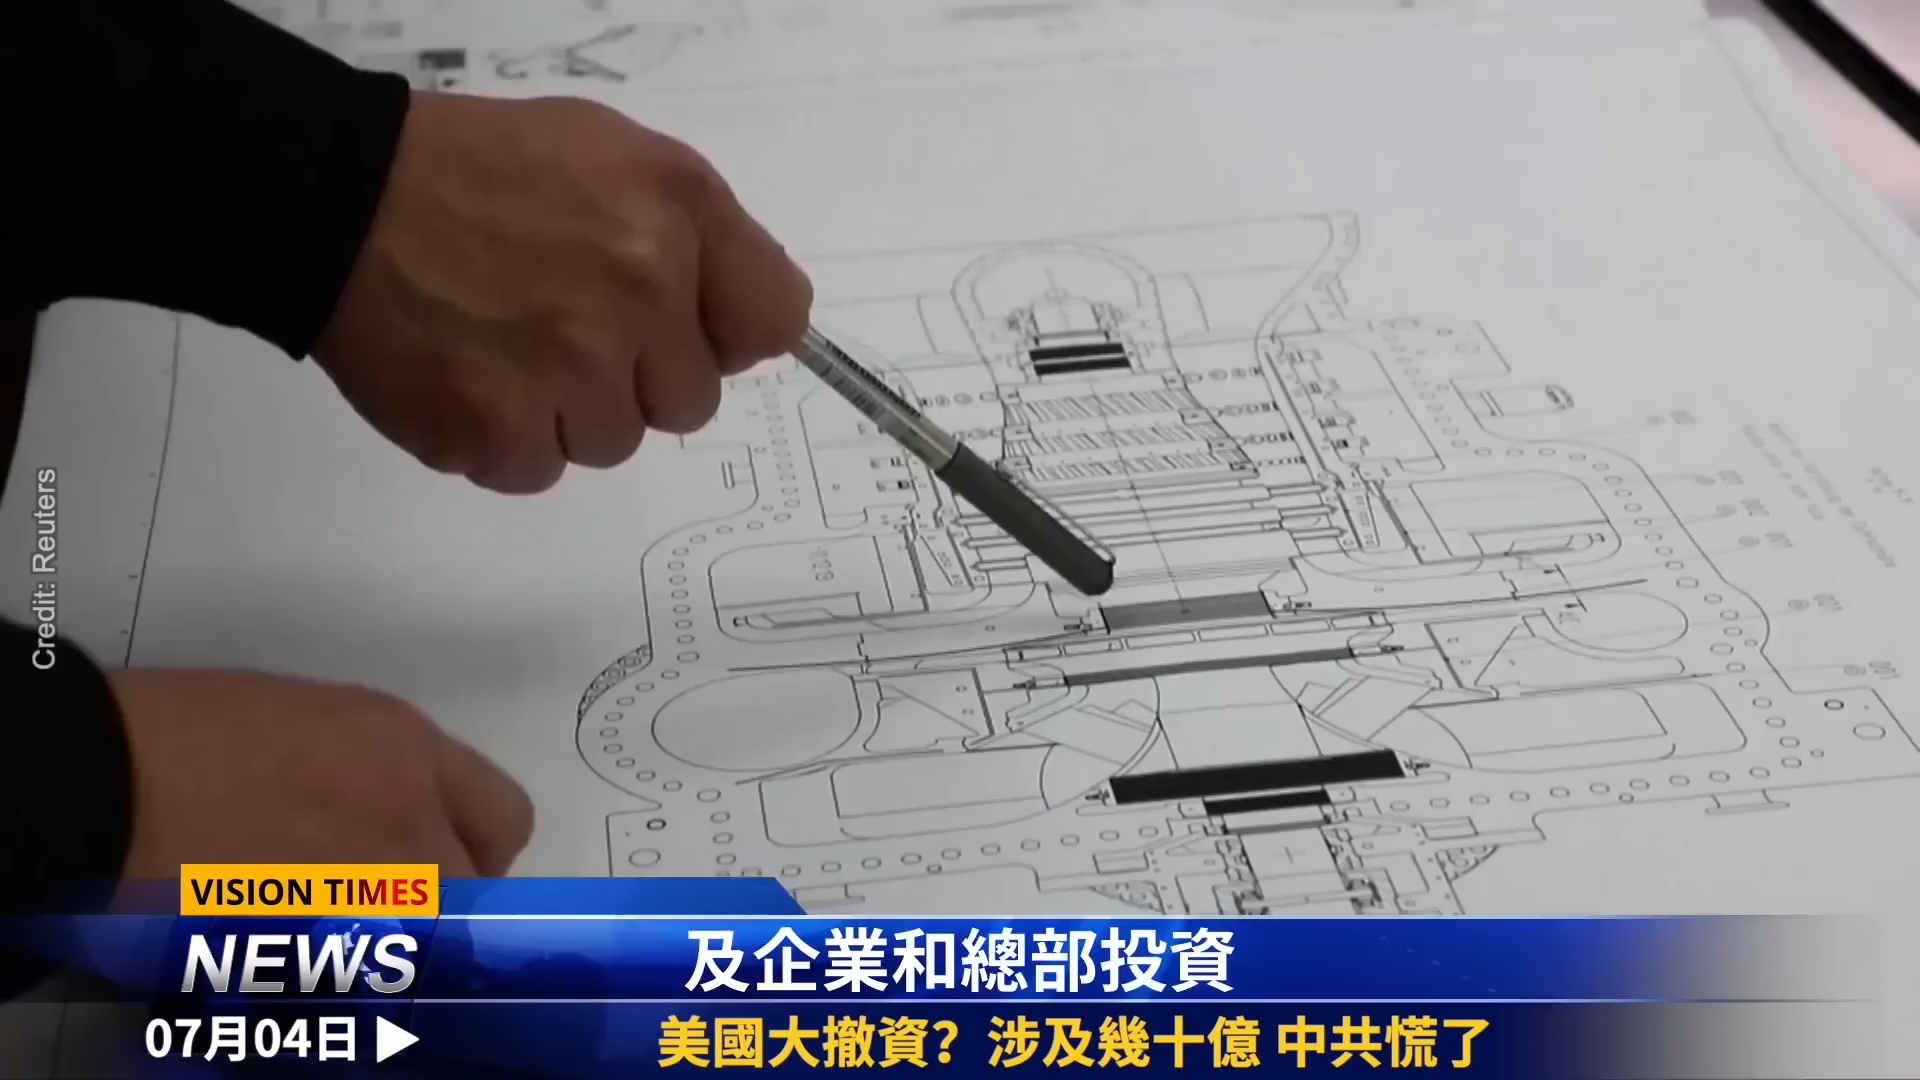 Credit: Reuters
VISION TIMES
NEWS
及企業和總部投資
07月04日
美國大撤資？涉及幾十億 中共慌了